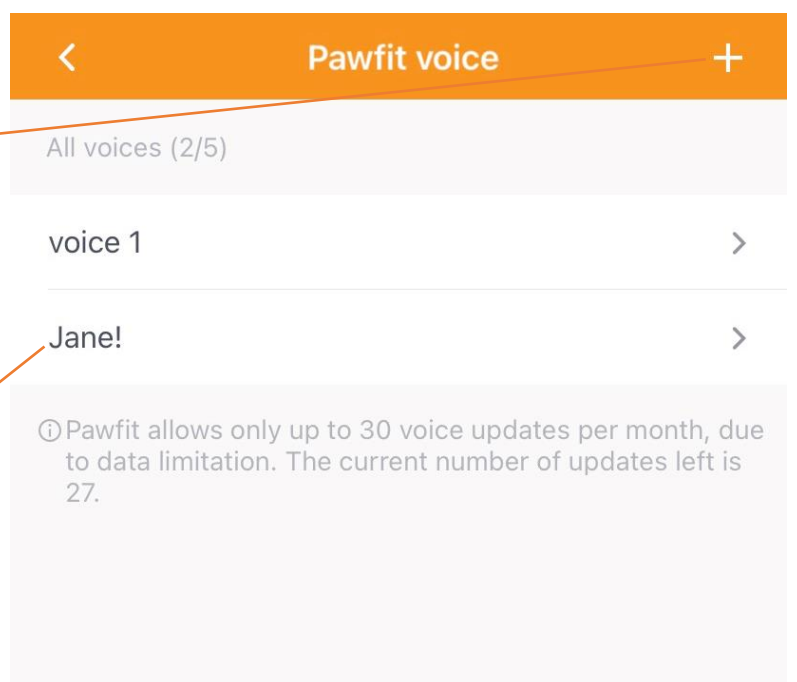 Pawfit voice
All voices (2/5)
voice 1
Jane!
Pawfit allows only up to 30 voice updates per month, due
to data limitation. The current number of updates left is
27.